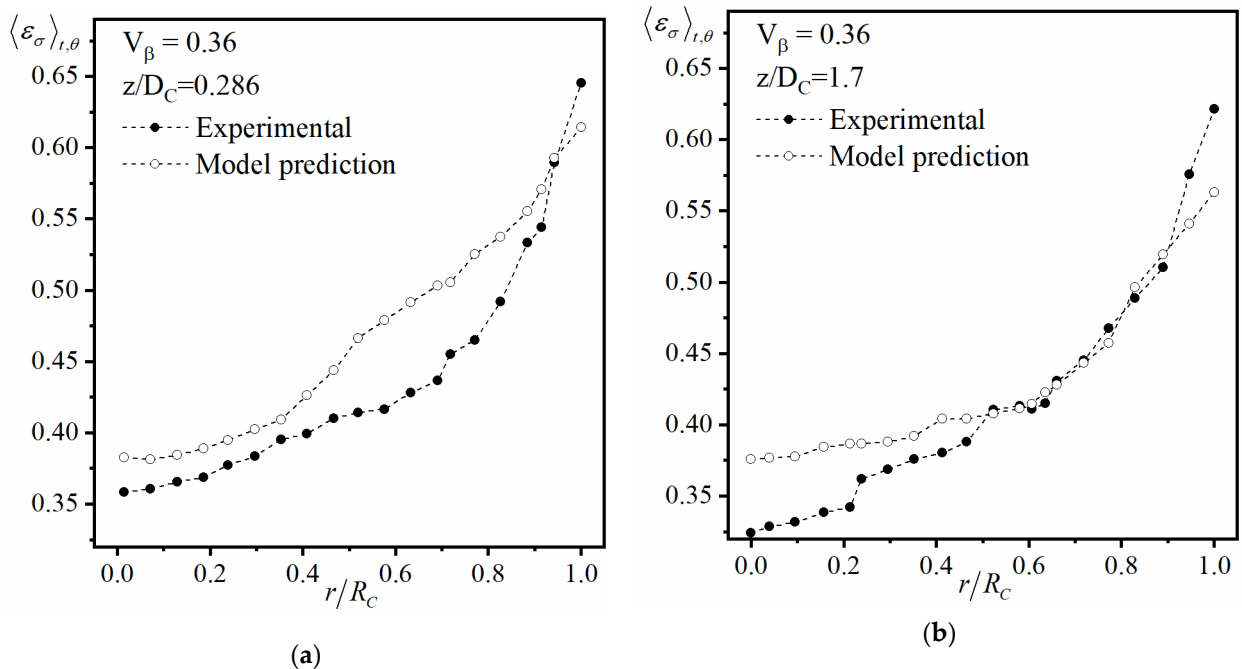 ⟨ε_σ⟩_{t,θ}
V_β = 0.36
z/D_C=0.286
Experimental
Model prediction
0.65
0.60
0.55
0.50
0.45
0.40
0.35
0.0 0.2 0.4 0.6 0.8 1.0
r/R_C
(a)
⟨ε_σ⟩_{t,θ}
V_β = 0.36
z/D_C=1.7
Experimental
Model prediction
0.65
0.60
0.55
0.50
0.45
0.40
0.35
0.0 0.2 0.4 0.6 0.8 1.0
r/R_C
(b)